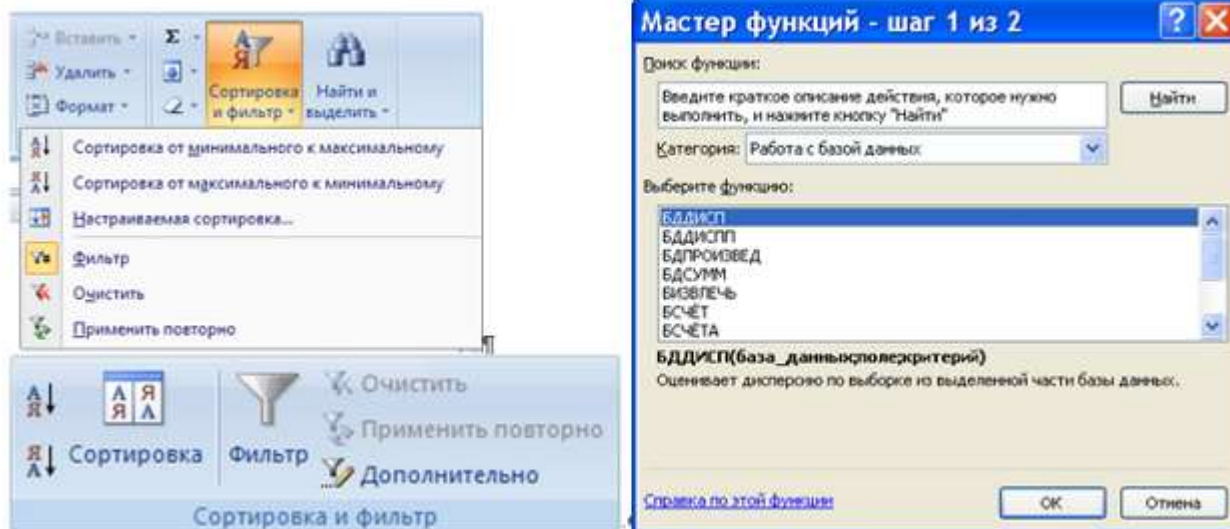 Вставить
Σ
Удалить
Формат
Сортировка
и фильтр
Найти и
выделить
Сортировка от минимального к максимальному
Сортировка от максимального к минимальному
Настраиваемая сортировка...
Фильтр
Очистить
Применить повторно
¶
Сортировка
Фильтр
Очистить
Применить повторно
Дополнительно
Сортировка и фильтр
Мастер функций - шаг 1 из 2
Поиск функции:
Введите краткое описание действия, которое нужно
выполнить, и нажмите кнопку "Найти"
Найти
Категория: Работа с базой данных
Выберите функцию:
БДДИСП
БДДИСПП
БДПРОИЗВЕД
БДСУММ
БИЗВЛЕЧЬ
БСЧЁТ
БСЧЁТА
БДДИСП(база_данных;поле;критерий)
Оценивает дисперсию по выборке из выделенной части базы данных.
Справка по этой функции
ОК
Отмена